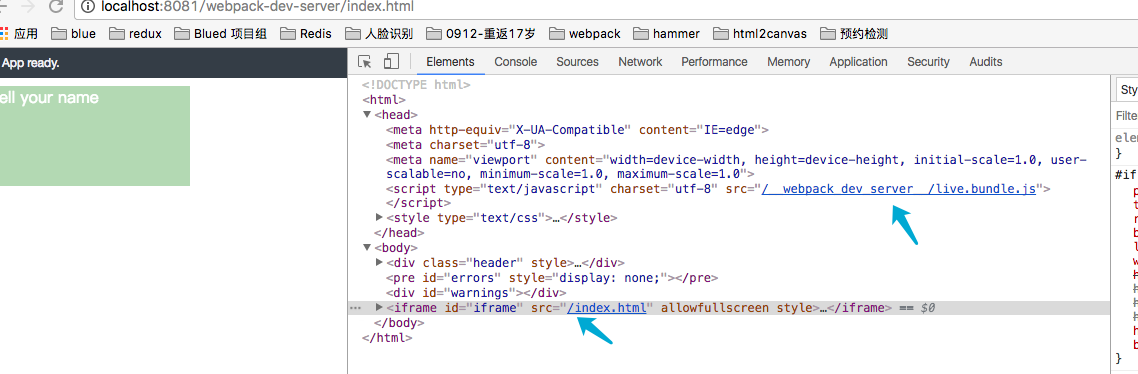 localhost:8081/webpack-dev-server/index.html
应用 blue redux Blued 项目组 Redis 人脸识别 0912-重返17岁 webpack hammer html2canvas 预约检测
App ready.
Elements Console Sources Network Performance Memory Application Security Audits
ell your name
<!DOCTYPE html>
<html>
<head>
<meta http-equiv="X-UA-Compatible" content="IE=edge">
<meta charset="utf-8">
<meta name="viewport" content="width=device-width, height=device-height, initial-scale=1.0, user-
scalable=no, minimum-scale=1.0, maximum-scale=1.0">
<script type="text/javascript" charset="utf-8" src="/__webpack_dev_server__/live.bundle.js">
</script>
<style type="text/css">…</style>
</head>
<body>
<div class="header" style>…</div>
<pre id="errors" style="display: none;"></pre>
<div id="warnings"></div>
<iframe id="iframe" src="/index.html" allowfullscreen style>…</iframe> == $0
</body>
</html>
Sty
Filte
ele
}
#if
}